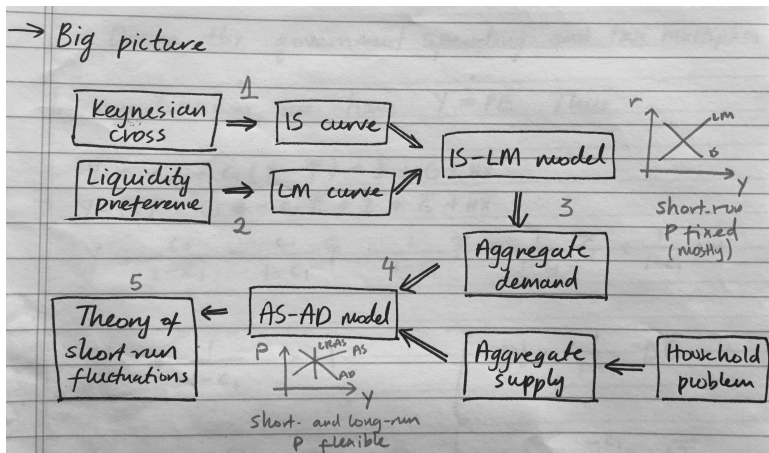 → Big picture
1
Keynesian
cross
IS curve
Liquidity
preference
2
LM curve
IS-LM model
r
LM
IS
Y
short-run
P fixed
(mostly)
3
Aggregate
demand
4
5
Theory of
short-run
fluctuations
AS-AD model
P
LRAS
AS
AD
Y
short- and long-run
P flexible
Aggregate
supply
Household
problem